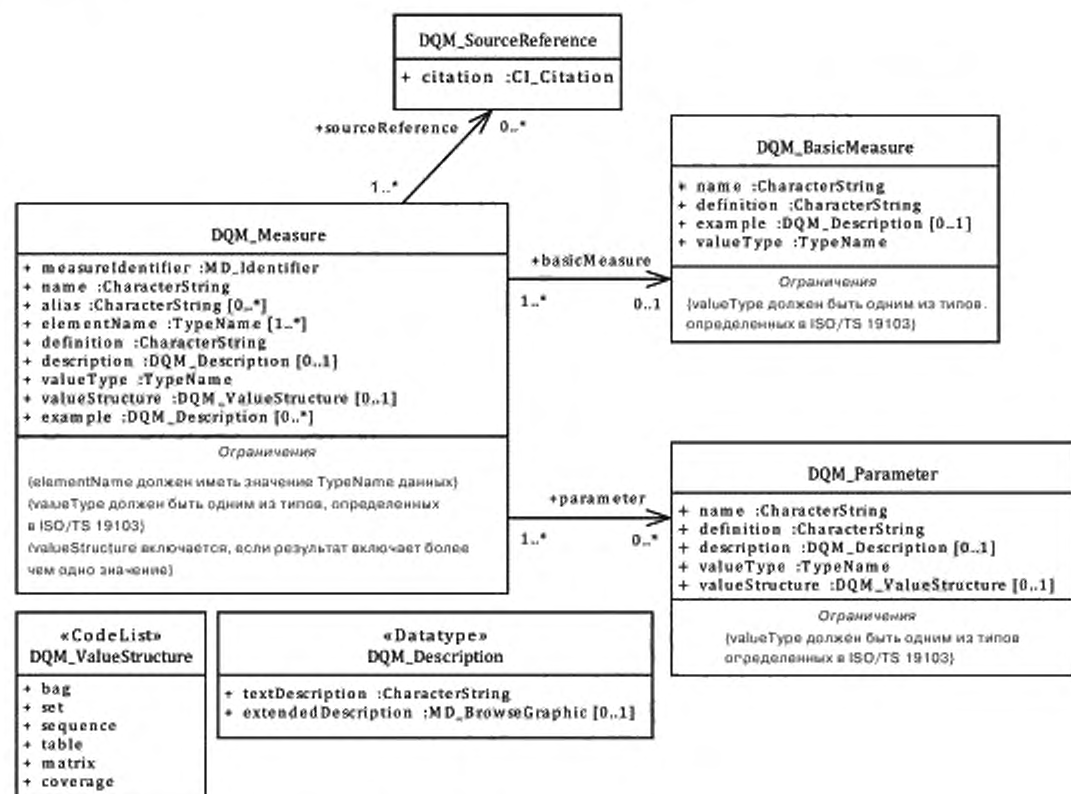 DQM_SourceReference
+ citation :CI_Citation
+sourceReference
0..*
1..*
DQM_BasicMeasure
+ name :CharacterString
+ definition :CharacterString
+ example :DQM_Description [0..1]
+ valueType :TypeName
Ограничения
{valueType должен быть одним из типов.
определенных в ISO/TS 19103}
DQM_Measure
+ measureIdentifier :MD_Identifier
+ name :CharacterString
+ alias :CharacterString [0..*]
+ elementName :TypeName [1..*]
+ definition :CharacterString
+ description :DQM_Description [0..1]
+ valueType :TypeName
+ valueStructure :DQM_ValueStructure [0..1]
+ example :DQM_Description [0..*]
Ограничения
{elementName должен иметь значение TypeName данных}
{valueType должен быть одним из типов, определенных
в ISO/TS 19103}
{valueStructure включается, если результат включает более
чем одно значение}
+basicMeasure
1..*
0..1
+parameter
1..*
0..*
DQM_Parameter
+ name :CharacterString
+ definition :CharacterString
+ description :DQM_Description [0..1]
+ valueType :TypeName
+ valueStructure :DQM_ValueStructure [0..1]
Ограничения
{valueType должен быть одним из типов
определенных в ISO/TS 19103}
«CodeList»
DQM_ValueStructure
+ bag
+ set
+ sequence
+ table
+ matrix
+ coverage
«Datatype»
DQM_Description
+ textDescription :CharacterString
+ extendedDescription :MD_BrowseGraphic [0..1]